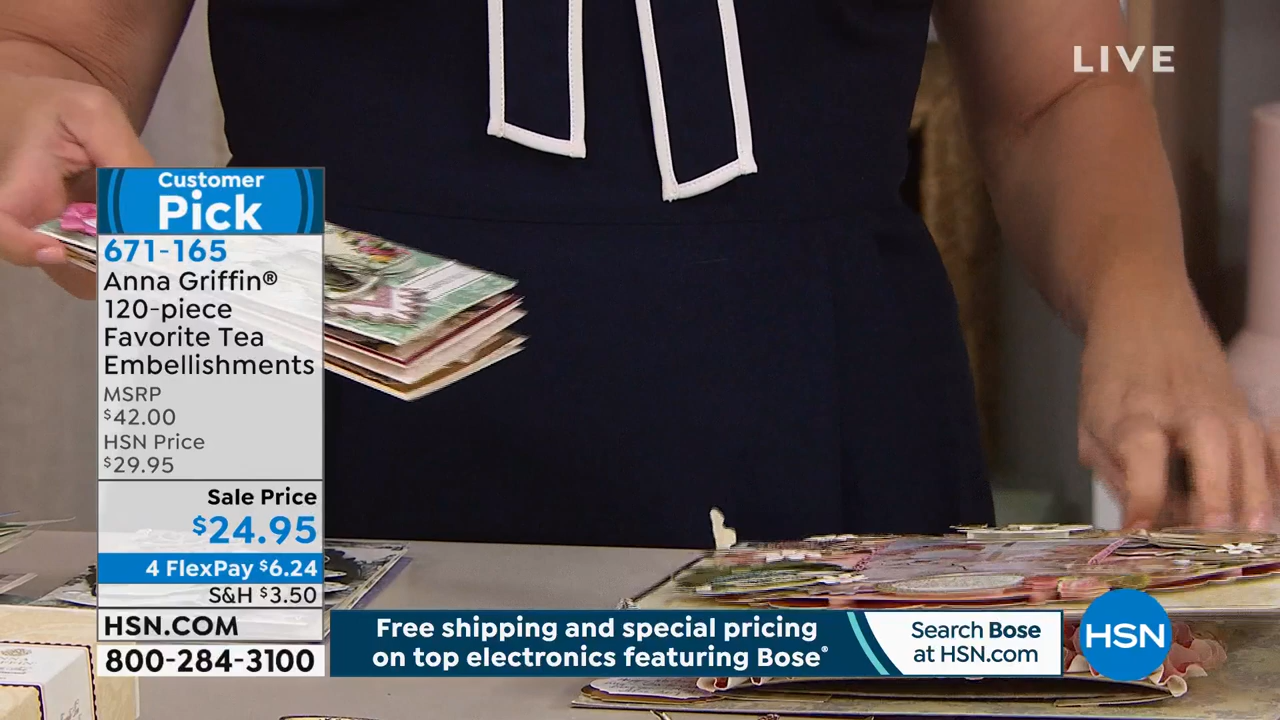 LIVE
Customer
Pick
671-165
Anna Griffin®
120-piece
Favorite Tea
Embellishments
MSRP
$42.00
HSN Price
$29.95
Sale Price
$24.95
4 FlexPay $6.24
S&H $3.50
HSN.COM
800-284-3100
Free shipping and special pricing
on top electronics featuring Bose®
Search Bose
at HSN.com
HSN